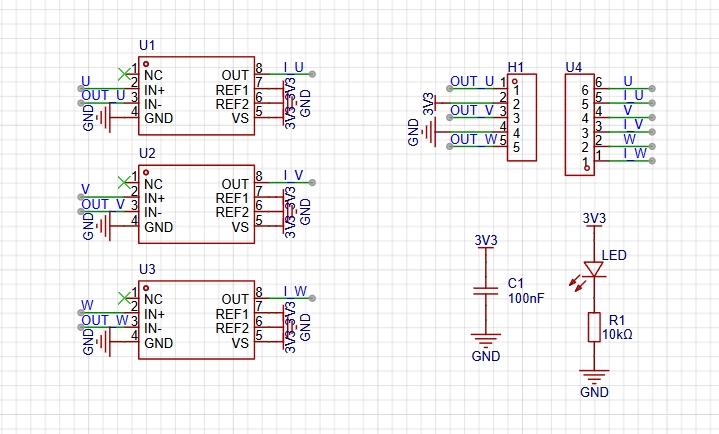 U1
1 NC OUT 8 I_U
U 2 IN+ REF1 7 3V3
OUT_U 3 IN- REF2 6 GND
GND 4 GND VS 5 3V3
U2
1 NC OUT 8 I_V
V 2 IN+ REF1 7 3V3
OUT_V 3 IN- REF2 6 GND
GND 4 GND VS 5 3V3
U3
1 NC OUT 8 I_W
W 2 IN+ REF1 7 3V3
OUT_W 3 IN- REF2 6 GND
GND 4 GND VS 5 3V3
H1
OUT_U 1 1
3V3 2 2
OUT_V 3 3
GND 4 4
OUT_W 5 5
U4
6 6 U
5 5 I_U
4 4 V
3 3 I_V
2 2 W
1 1 I_W
3V3
C1
100nF
GND
3V3
LED
R1
10kΩ
GND